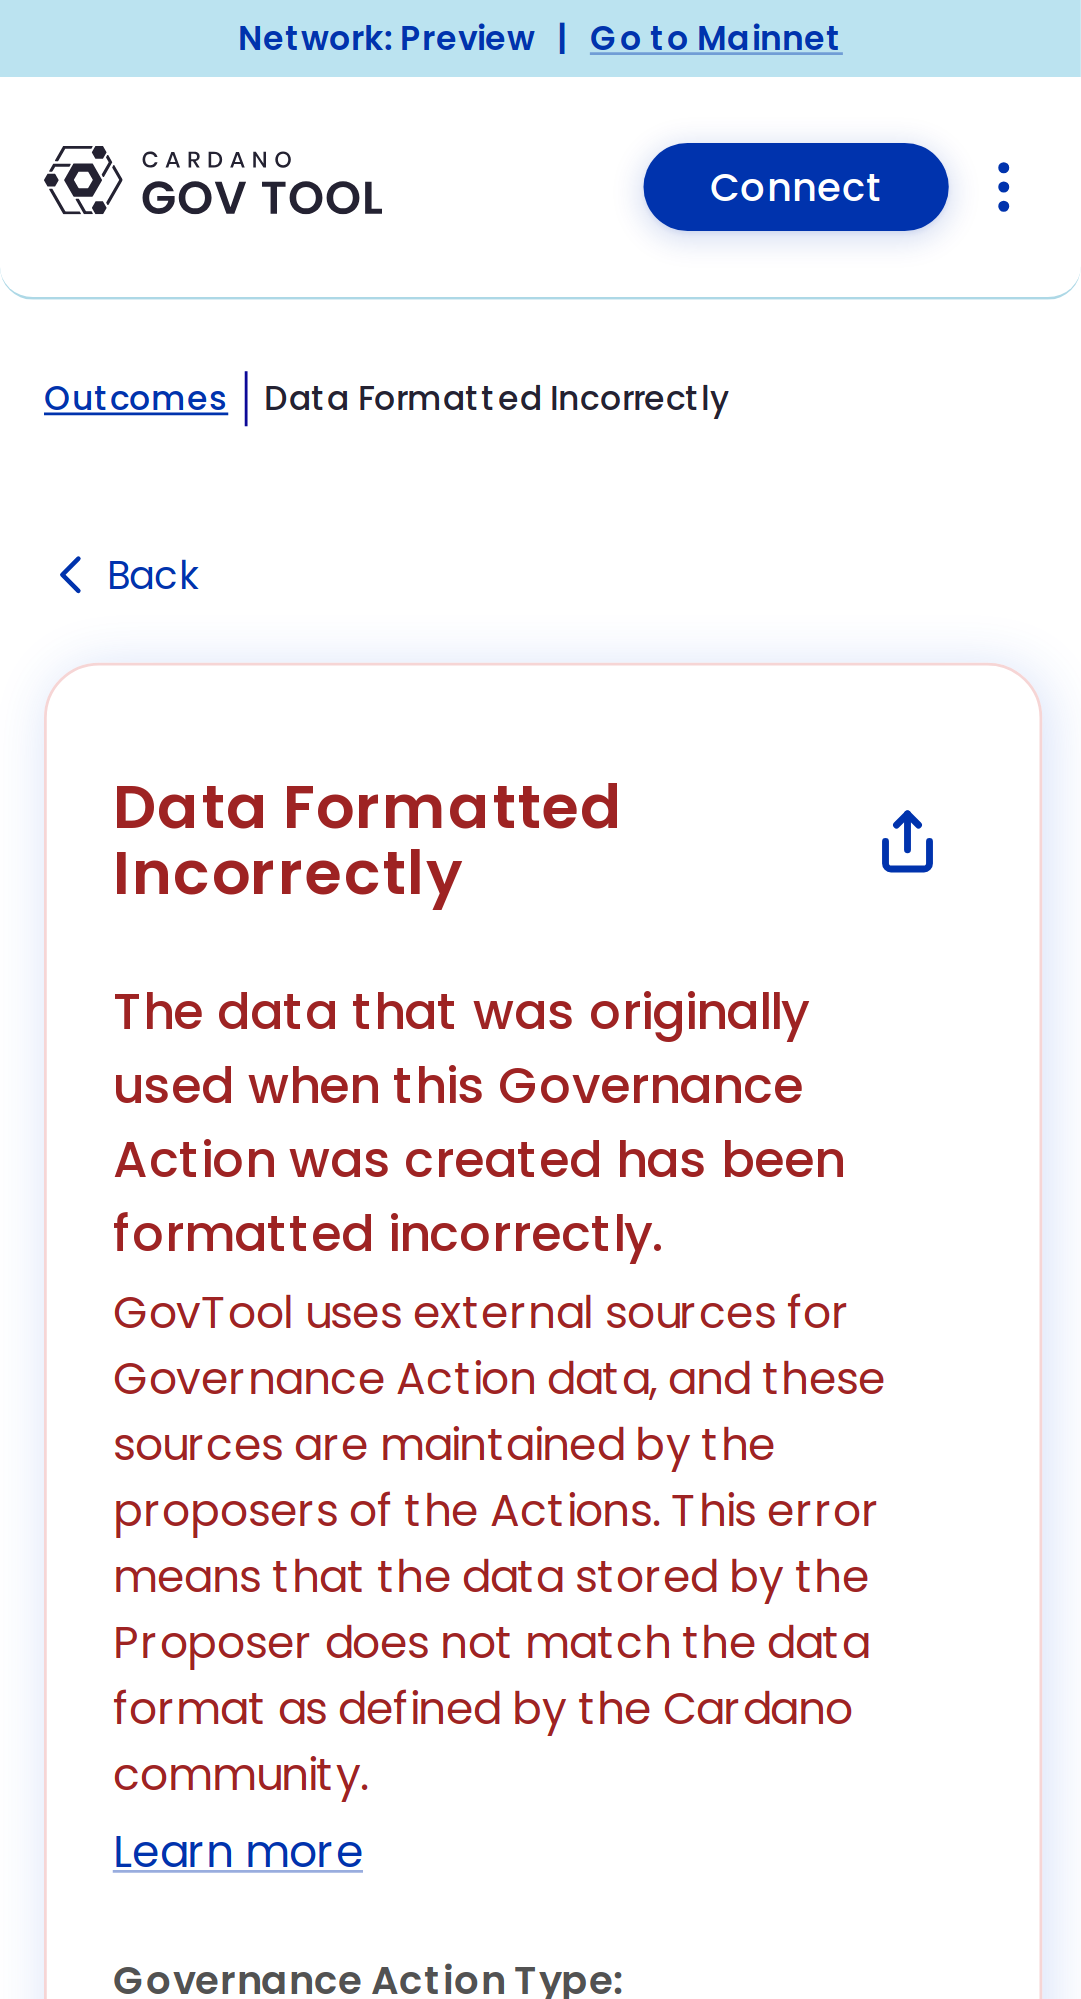 Network: Preview | Go to Mainnet
CARDANO
GOV TOOL
Connect
Outcomes | Data Formatted Incorrectly
Back
Data Formatted
Incorrectly
The data that was originally
used when this Governance
Action was created has been
formatted incorrectly.
GovTool uses external sources for
Governance Action data, and these
sources are maintained by the
proposers of the Actions. This error
means that the data stored by the
Proposer does not match the data
format as defined by the Cardano
community.
Learn more
Governance Action Type: